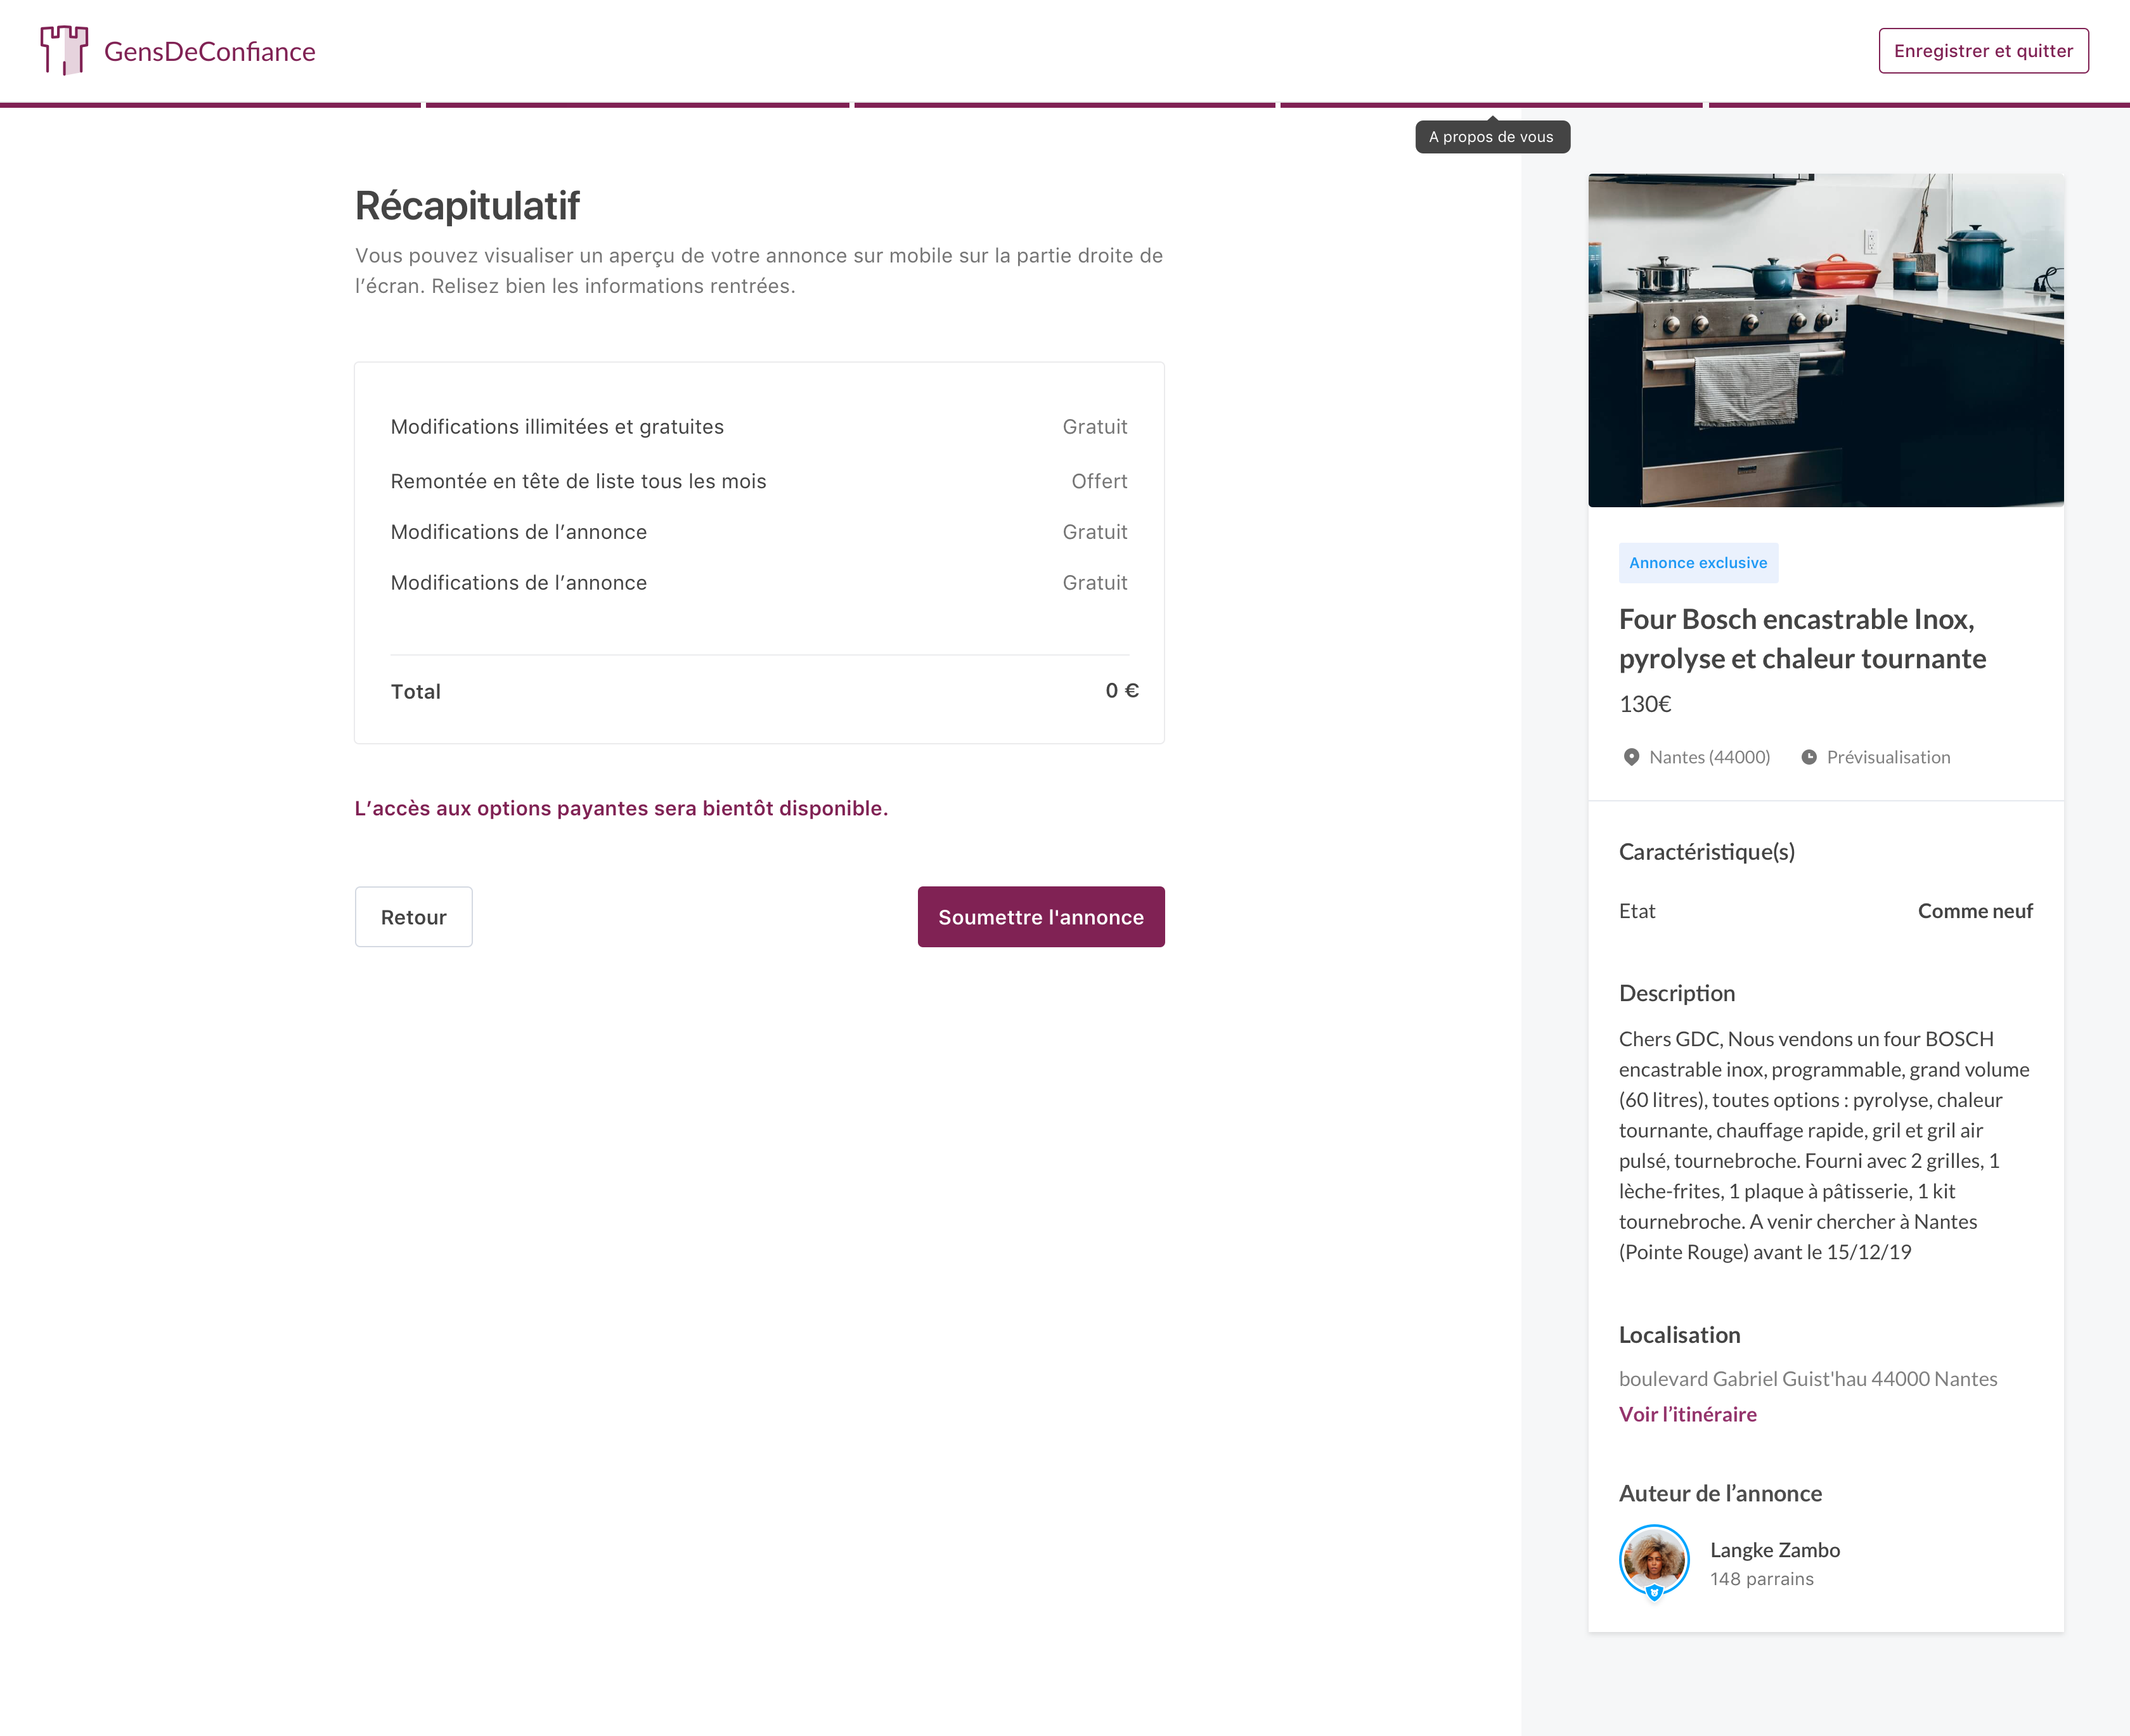 GensDeConfiance
Enregistrer et quitter
A propos de vous
Récapitulatif
Vous pouvez visualiser un aperçu de votre annonce sur mobile sur la partie droite de
l’écran. Relisez bien les informations rentrées.
Modifications illimitées et gratuites Gratuit
Remontée en tête de liste tous les mois Offert
Modifications de l’annonce Gratuit
Modifications de l’annonce Gratuit
Total 0 €
L’accès aux options payantes sera bientôt disponible.
Retour
Soumettre l'annonce
Annonce exclusive
Four Bosch encastrable Inox,
pyrolyse et chaleur tournante
130€
Nantes (44000) Prévisualisation
Caractéristique(s)
Etat Comme neuf
Description
Chers GDC, Nous vendons un four BOSCH
encastrable inox, programmable, grand volume
(60 litres), toutes options : pyrolyse, chaleur
tournante, chauffage rapide, gril et gril air
pulsé, tournebroche. Fourni avec 2 grilles, 1
lèche-frites, 1 plaque à pâtisserie, 1 kit
tournebroche. A venir chercher à Nantes
(Pointe Rouge) avant le 15/12/19
Localisation
boulevard Gabriel Guist'hau 44000 Nantes
Voir l’itinéraire
Auteur de l’annonce
Langke Zambo
148 parrains